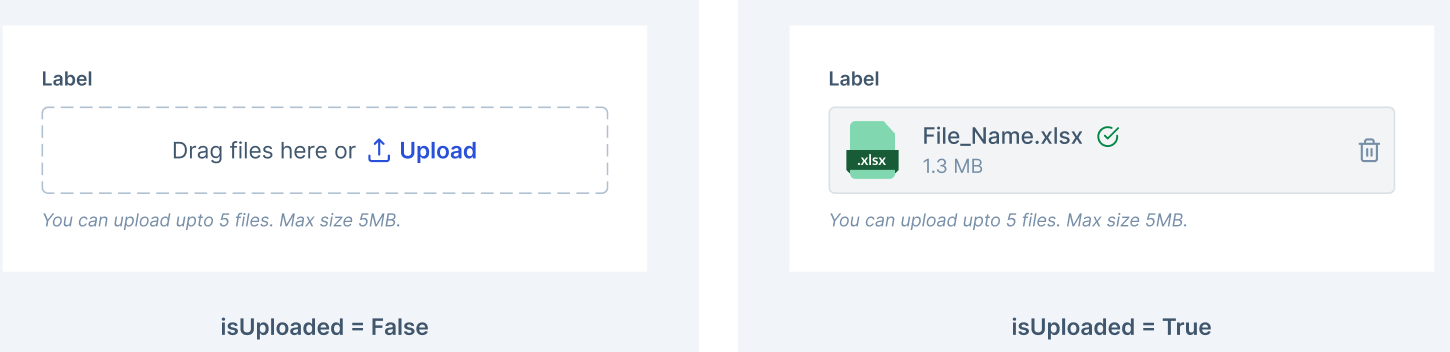 Label
Drag files here or Upload
You can upload upto 5 files. Max size 5MB.
isUploaded = False
Label
File_Name.xlsx
.xlsx
1.3 MB
You can upload upto 5 files. Max size 5MB.
isUploaded = True